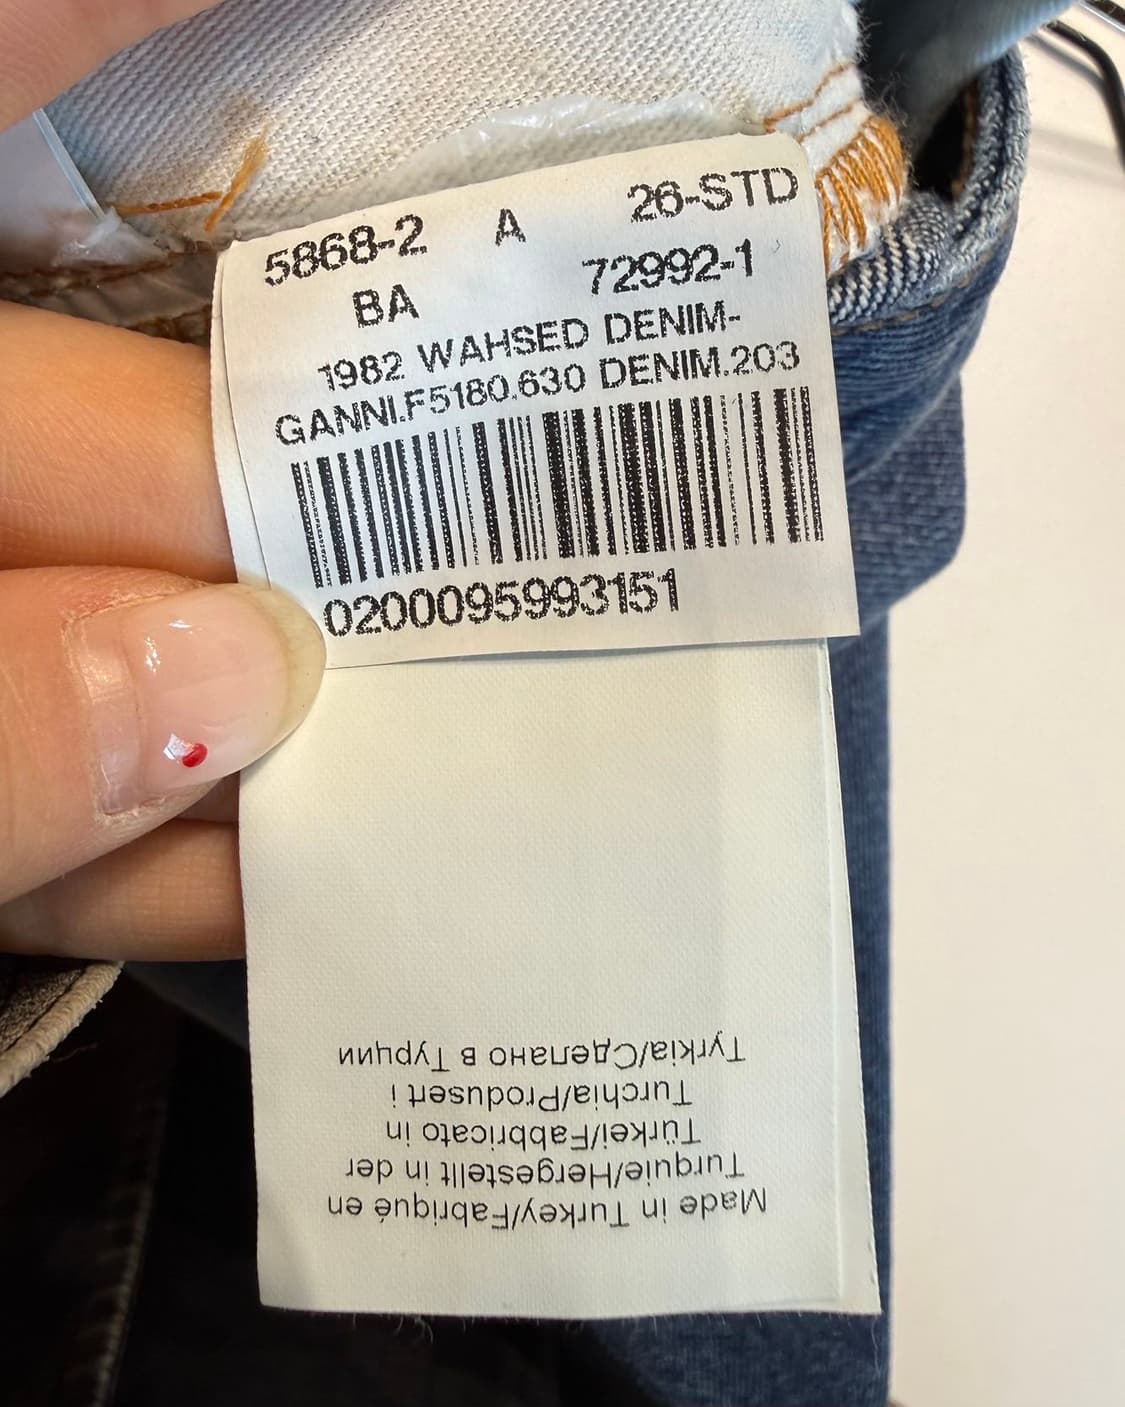 5868-2 A 26-STD
BA 72992-1
1982 WAHSED DENIM-
GANNI.F5180.630 DENIM.203
0200095993151
Made in Turkey/Fabriqué en
Turquie/Hergestellt in der
Türkei/Fabbricato in
Turchia/Produsert i
Tyrkia/Сделано в Турции